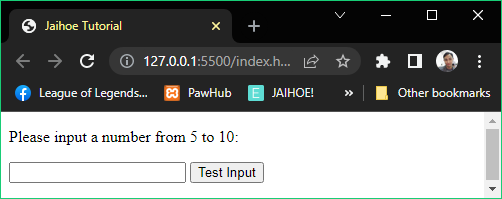 Jaihoe Tutorial
127.0.0.1:5500/index.h...
League of Legends... PawHub JAIHOE! Other bookmarks
Please input a number from 5 to 10:
Test Input